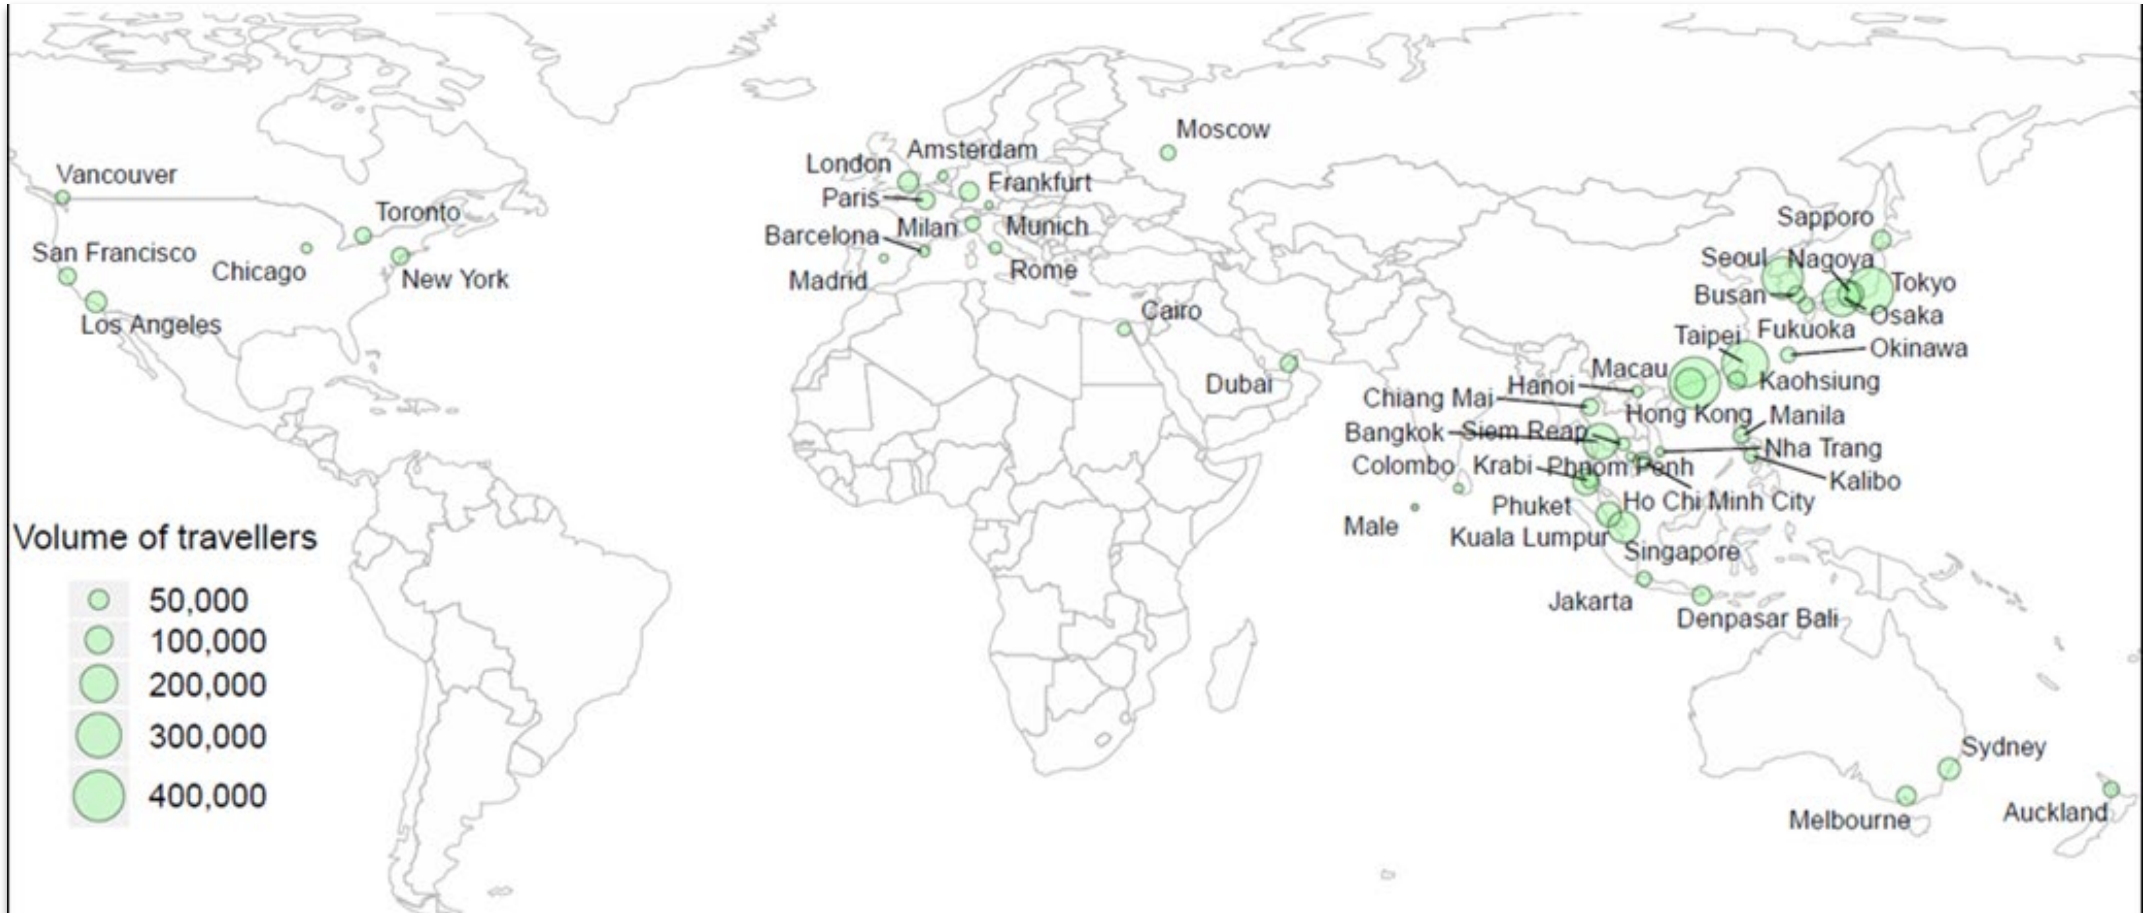 Moscow
Amsterdam
London
Vancouver
Frankfurt
Paris
Toronto
Sapporo
Milan
Munich
Barcelona
San Francisco
Seoul
Nagoya
Chicago
Rome
New York
Madrid
Tokyo
Busan
Cairo
Osaka
Los Angeles
Taipei
Fukuoka
Okinawa
Macau
Dubai
Hanoi
Kaohsiung
Chiang Mai
Hong Kong
Manila
Bangkok
Siem Reap
Nha Trang
Colombo
Krabi
Phnom Penh
Kalibo
Phuket
Ho Chi Minh City
Male
Kuala Lumpur
Singapore
Jakarta
Denpasar Bali
Sydney
Melbourne
Auckland
Volume of travellers
50,000
100,000
200,000
300,000
400,000